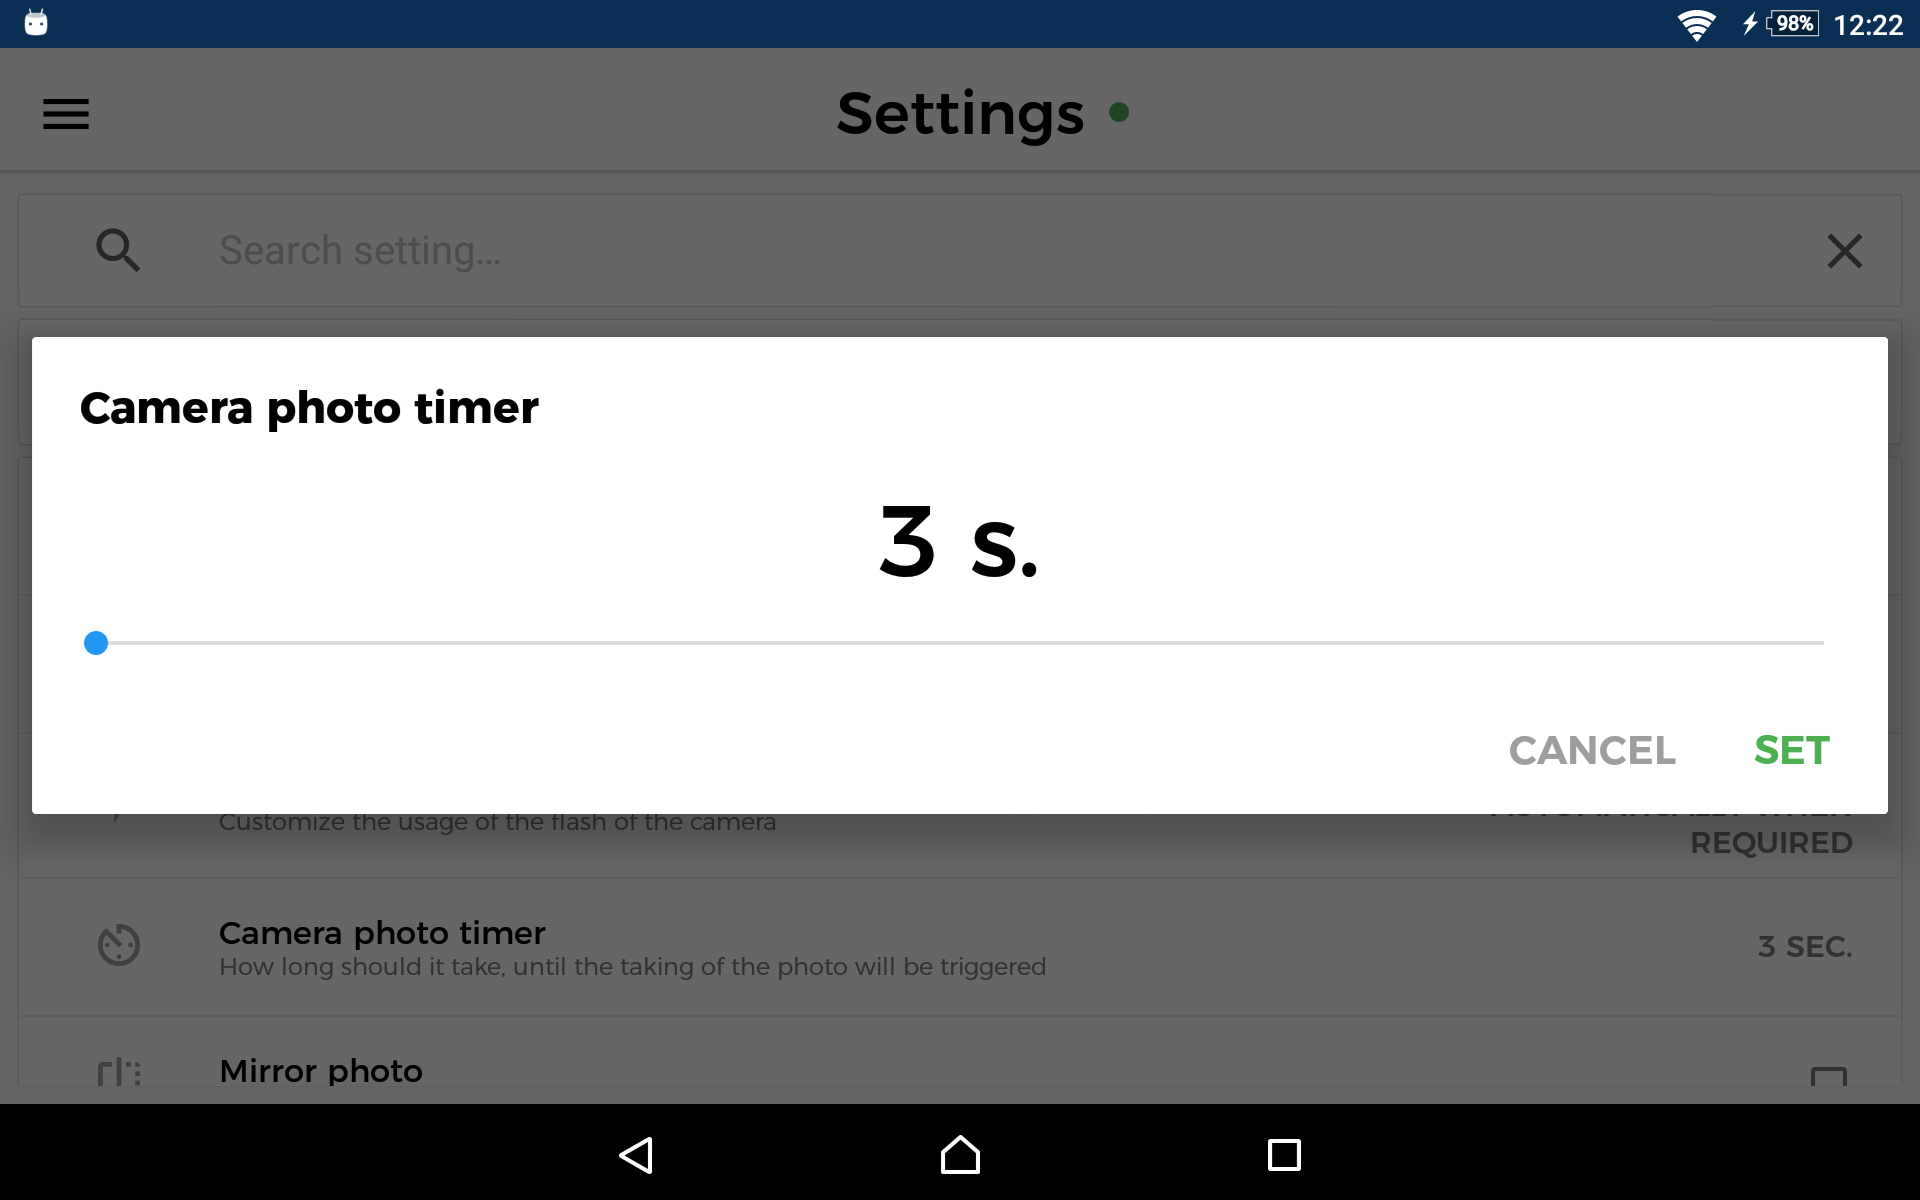 98% 12:22
Settings
Search setting...
Camera photo timer
3 s.
CANCEL SET
Customize the usage of the flash of the camera
REQUIRED
Camera photo timer
How long should it take, until the taking of the photo will be triggered
3 SEC.
Mirror photo